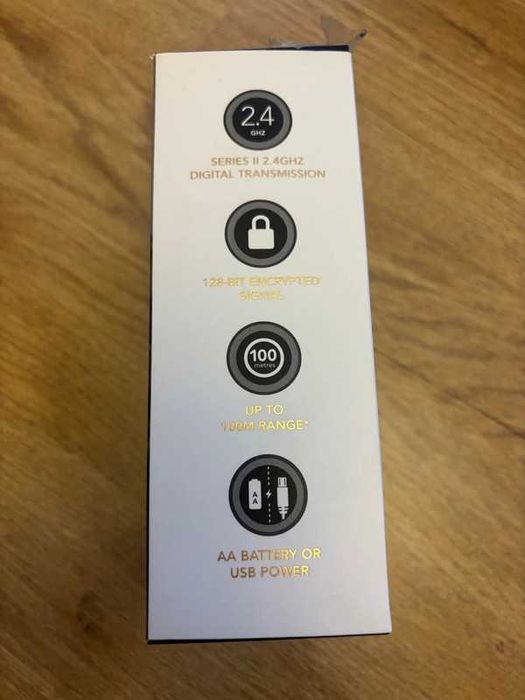 2.4
GHZ
SERIES II 2.4GHZ
DIGITAL TRANSMISSION
128-BIT ENCRYPTED
SIGNAL
100
metres
UP TO
100M RANGE*
A A
AA BATTERY OR
USB POWER